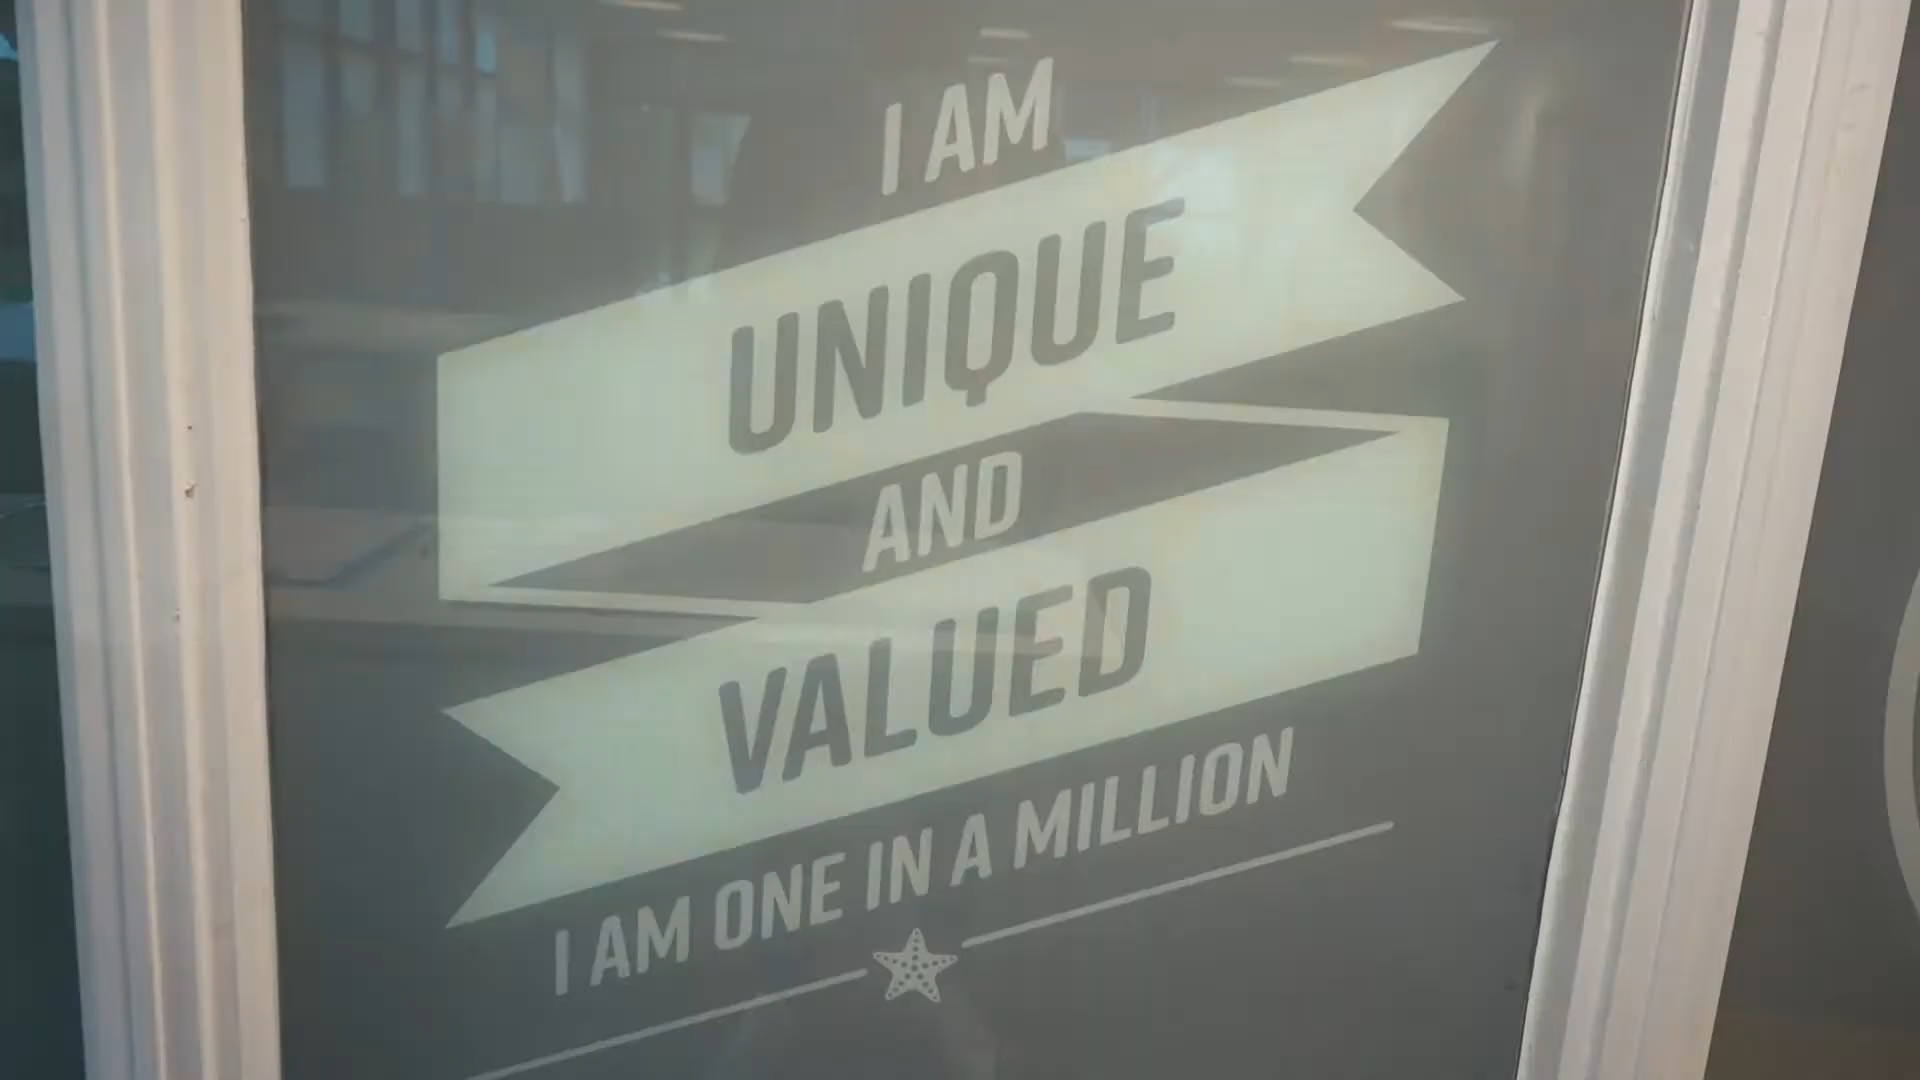 I AM
UNIQUE
AND
VALUED
I AM ONE IN A MILLION